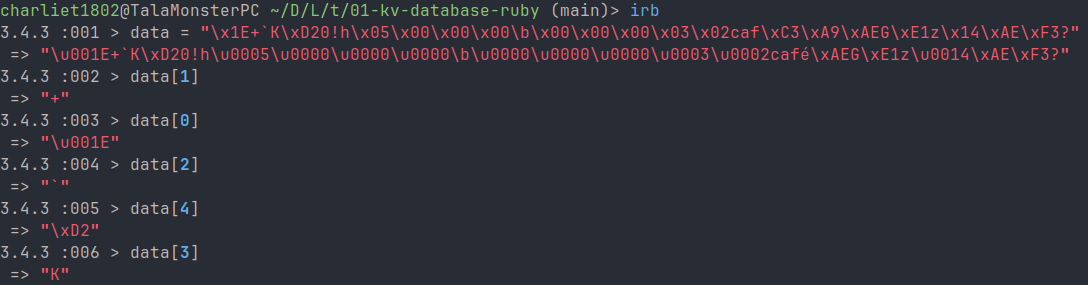 charliet1802@TalaMonsterPC ~/D/L/t/01-kv-database-ruby (main)> irb
3.4.3 :001 > data = "\x1E+`K\xD20!h\x05\x00\x00\x00\b\x00\x00\x00\x03\x02caf\xC3\xA9\xAEG\xE1z\x14\xAE\xF3?"
=> "\u001E+`K\xD20!h\u0005\u0000\u0000\u0000\b\u0000\u0000\u0000\u0003\u0002café\xAEG\xE1z\u0014\xAE\xF3?"
3.4.3 :002 > data[1]
=> "+"
3.4.3 :003 > data[0]
=> "\u001E"
3.4.3 :004 > data[2]
=> "`"
3.4.3 :005 > data[4]
=> "\xD2"
3.4.3 :006 > data[3]
=> "K"